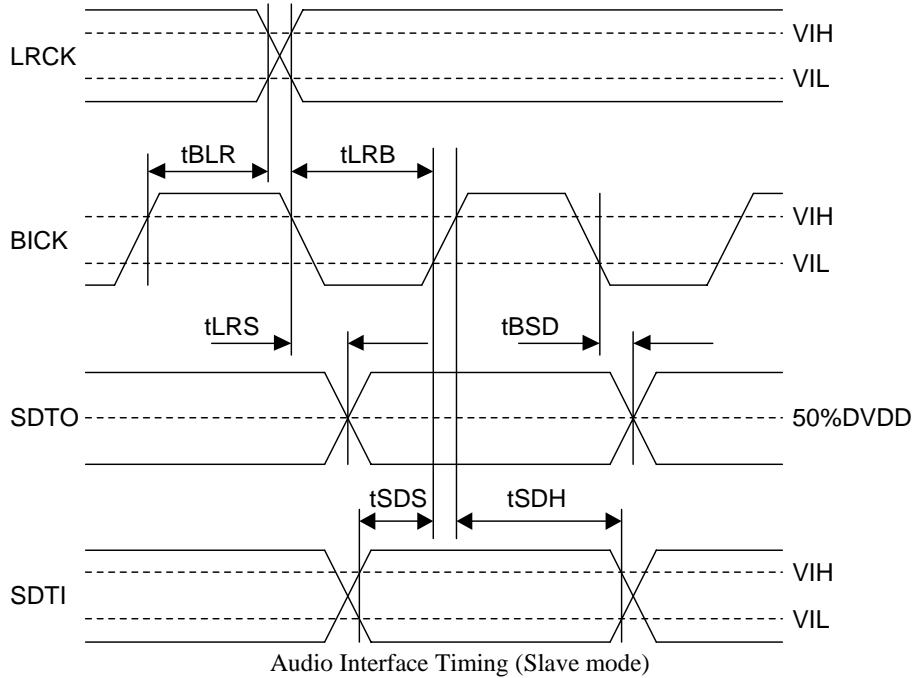 LRCK
VIH
VIL
tBLR
tLRB
BICK
VIH
VIL
tLRS
tBSD
SDTO
50%DVDD
tSDS
tSDH
SDTI
VIH
VIL
Audio Interface Timing (Slave mode)